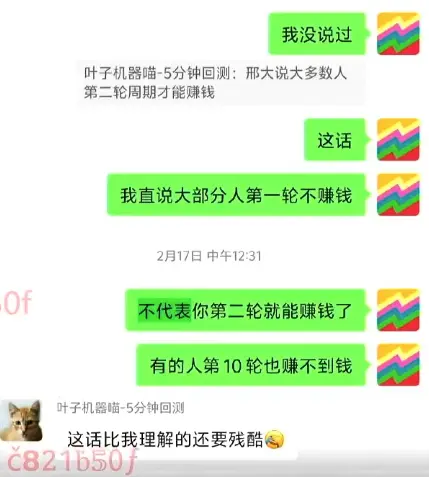 我没说过
叶子机器喵-5分钟回测：邢大说大多数人
第二轮周期才能赚钱
这话
我直说大部分人第一轮不赚钱
2月17日 中午12:31
不代表你第二轮就能赚钱了
0f
有的人第10轮也赚不到钱
叶子机器喵-5分钟回测
这话比我理解的还要残酷
č821b50f